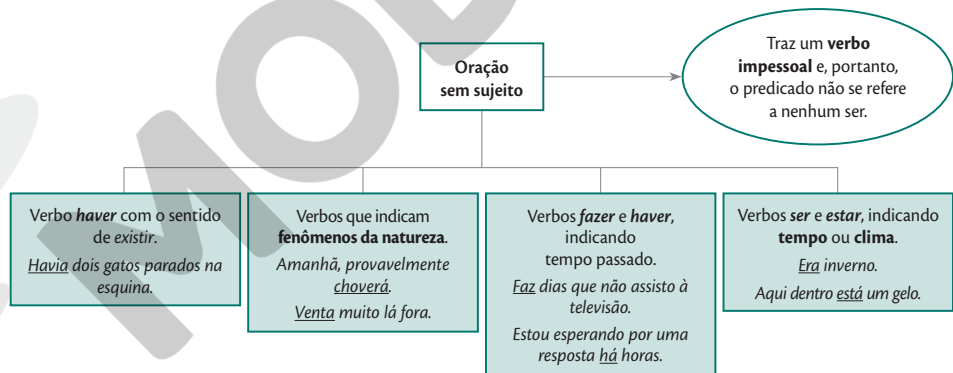 Oração
sem sujeito
Traz um verbo
impessoal e, portanto,
o predicado não se refere
a nenhum ser.
Verbo haver com o sentido
de existir.
Havia dois gatos parados na
esquina.
Verbos que indicam
fenômenos da natureza.
Amanhã, provavelmente
choverá.
Venta muito lá fora.
Verbos fazer e haver,
indicando
tempo passado.
Faz dias que não assisto à
televisão.
Estou esperando por uma
resposta há horas.
Verbos ser e estar, indicando
tempo ou clima.
Era inverno.
Aqui dentro está um gelo.